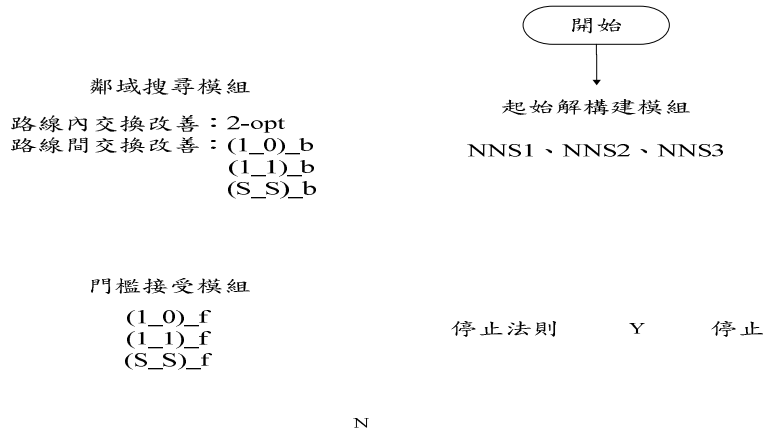 開始
起始解構建模組
NNS1、NNS2、NNS3
鄰域搜尋模組
路線內交換改善：2-opt
路線間交換改善：(1_0)_b
(1_1)_b
(S_S)_b
門檻接受模組
(1_0)_f
(1_1)_f
(S_S)_f
停止法則
Y
停止
N